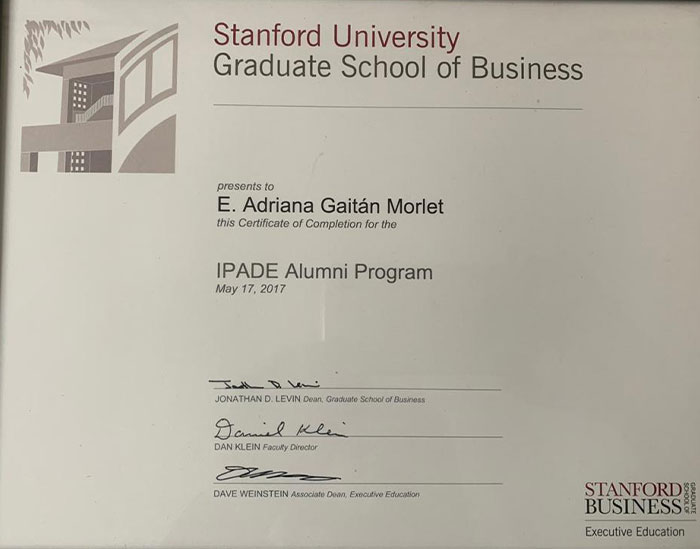 Stanford University
Graduate School of Business
presents to
E. Adriana Gaitán Morlet
this Certificate of Completion for the
IPADE Alumni Program
May 17, 2017
JONATHAN D. LEVIN Dean, Graduate School of Business
Daniel Klein
DAN KLEIN Faculty Director
DAVE WEINSTEIN Associate Dean, Executive Education
STANFORD
BUSINESS
GRADUATE
SCHOOL OF
Executive Education